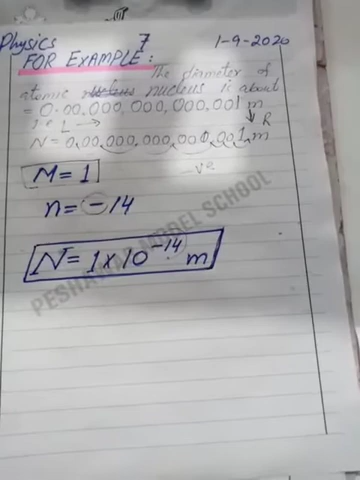 Physics 7 1-9-2020
FOR EXAMPLE:
The diameter of
atomic nucleus is about
= 0.00,000,000,000,001 m
i.e L → R
N = 0.00,000,000,000,001, m
M = 1 -ve
n = -14
N = 1 x 10^-14 m
PESHAWAR MODEL SCHOOL